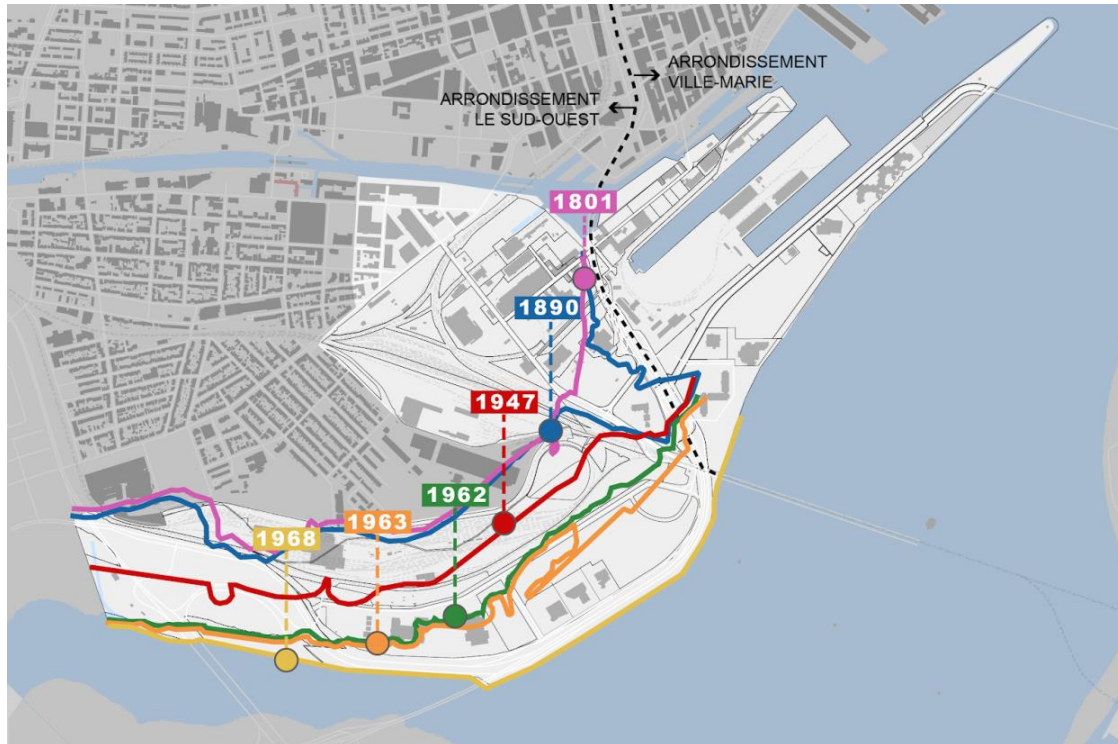 ARRONDISSEMENT
VILLE-MARIE
ARRONDISSEMENT
LE SUD-OUEST
1801
1890
1947
1962
1963
1968